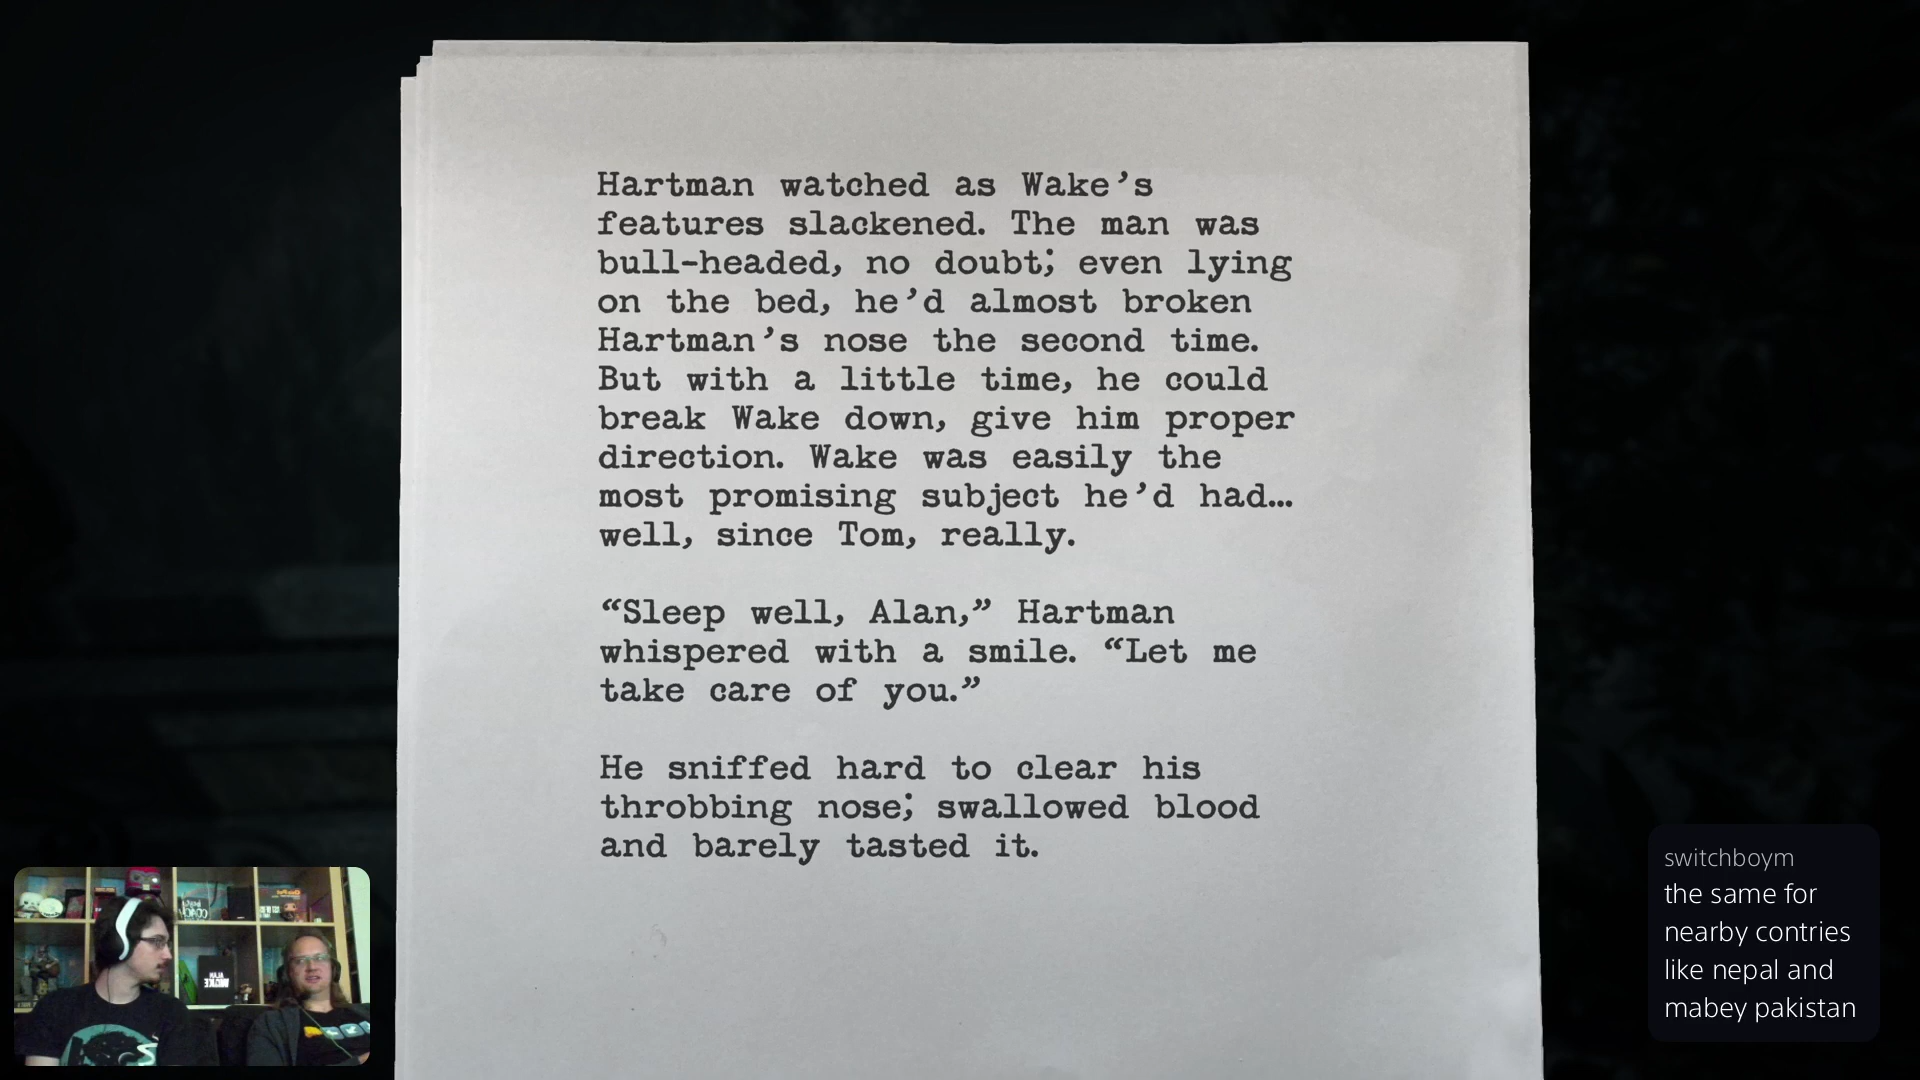 Hartman watched as Wake’s
features slackened. The man was
bull-headed, no doubt; even lying
on the bed, he’d almost broken
Hartman’s nose the second time.
But with a little time, he could
break Wake down, give him proper
direction. Wake was easily the
most promising subject he’d had…
well, since Tom, really.
“Sleep well, Alan,” Hartman
whispered with a smile. “Let me
take care of you.”
He sniffed hard to clear his
throbbing nose; swallowed blood
and barely tasted it.
switchboym
the same for
nearby contries
like nepal and
mabey pakistan